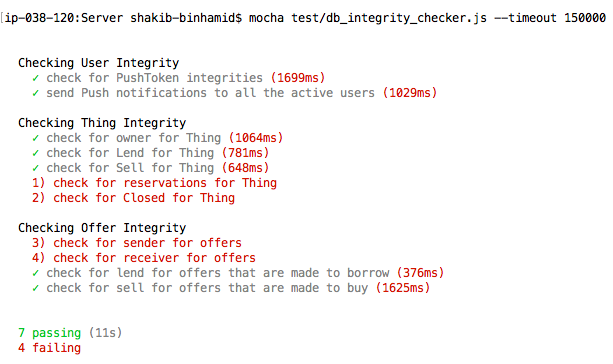 [ip-038-120:Server shakib-binhamid$ mocha test/db_integrity_checker.js --timeout 150000
Checking User Integrity
✓ check for PushToken integrities (1699ms)
✓ send Push notifications to all the active users (1029ms)
Checking Thing Integrity
✓ check for owner for Thing (1064ms)
✓ check for Lend for Thing (781ms)
✓ check for Sell for Thing (648ms)
1) check for reservations for Thing
2) check for Closed for Thing
Checking Offer Integrity
3) check for sender for offers
4) check for receiver for offers
✓ check for lend for offers that are made to borrow (376ms)
✓ check for sell for offers that are made to buy (1625ms)
7 passing (11s)
4 failing